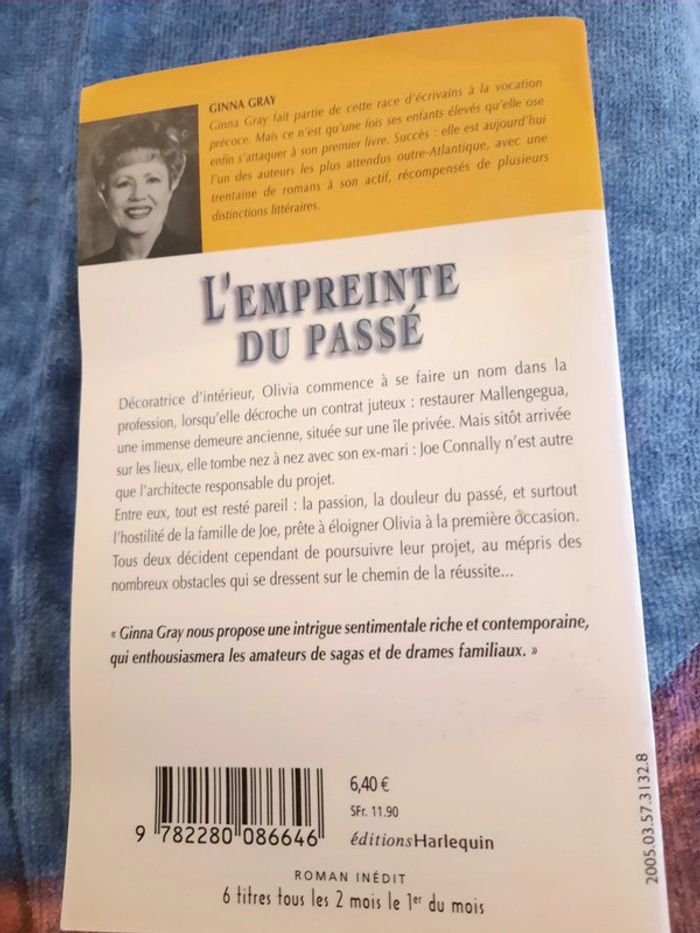 GINNA GRAY
Ginna Gray fait partie de cette race d'écrivains à la vocation
précoce. Mais ce n'est qu'une fois ses enfants élevés qu'elle ose
enfin s'attaquer à son premier livre. Succès : elle est aujourd'hui
l'un des auteurs les plus attendus outre-Atlantique, avec une
trentaine de romans à son actif, récompensés de plusieurs
distinctions littéraires.
L'EMPREINTE
DU PASSÉ
Décoratrice d'intérieur, Olivia commence à se faire un nom dans la
profession, lorsqu'elle décroche un contrat juteux : restaurer Mallengegua,
une immense demeure ancienne, située sur une île privée. Mais sitôt arrivée
sur les lieux, elle tombe nez à nez avec son ex-mari : Joe Connally n'est autre
que l'architecte responsable du projet.
Entre eux, tout est resté pareil : la passion, la douleur du passé, et surtout
l'hostilité de la famille de Joe, prête à éloigner Olivia à la première occasion.
Tous deux décident cependant de poursuivre leur projet, au mépris des
nombreux obstacles qui se dressent sur le chemin de la réussite...
« Ginna Gray nous propose une intrigue sentimentale riche et contemporaine,
qui enthousiasmera les amateurs de sagas et de drames familiaux. »
6,40 €
SFr. 11.90
éditionsHarlequin
9 782280 086646
ROMAN INÉDIT
6 titres tous les 2 mois le 1er du mois
2005.03.57.3132.8